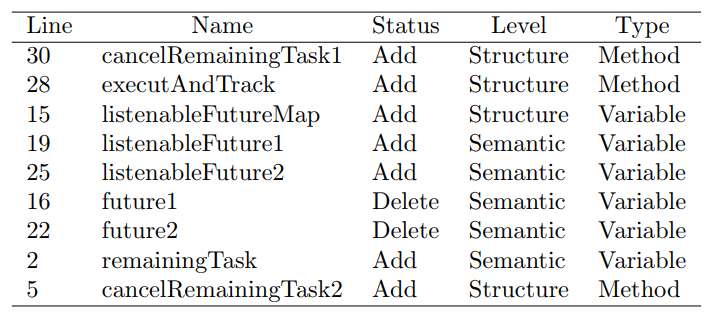 Line Name Status Level Type
30 cancelRemainingTask1 Add Structure Method
28 executAndTrack Add Structure Method
15 listenableFutureMap Add Structure Variable
19 listenableFuture1 Add Semantic Variable
25 listenableFuture2 Add Semantic Variable
16 future1 Delete Semantic Variable
22 future2 Delete Semantic Variable
2 remainingTask Add Semantic Variable
5 cancelRemainingTask2 Add Structure Method